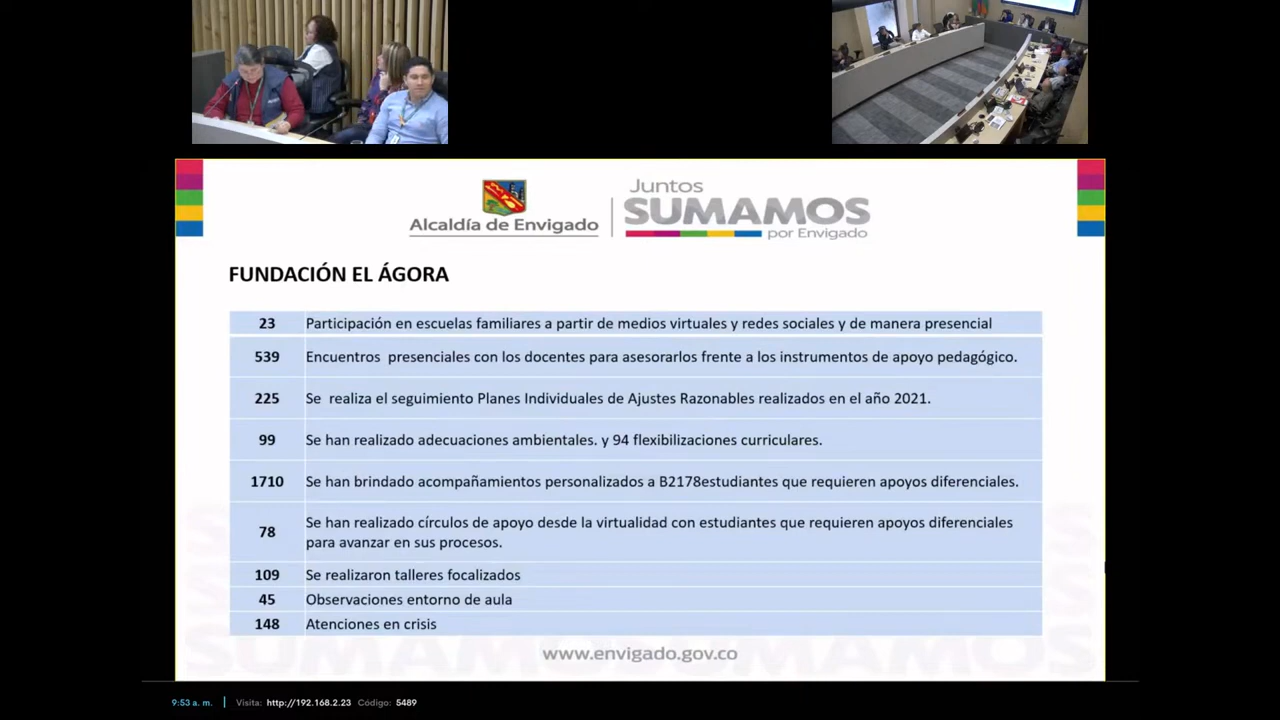 Alcaldía de Envigado
Juntos
SUMAMOS
por Envigado
FUNDACIÓN EL ÁGORA
23 Participación en escuelas familiares a partir de medios virtuales y redes sociales y de manera presencial
539 Encuentros presenciales con los docentes para asesorarlos frente a los instrumentos de apoyo pedagógico.
225 Se realiza el seguimiento Planes Individuales de Ajustes Razonables realizados en el año 2021.
99 Se han realizado adecuaciones ambientales. y 94 flexibilizaciones curriculares.
1710 Se han brindado acompañamientos personalizados a B2178estudiantes que requieren apoyos diferenciales.
78 Se han realizado círculos de apoyo desde la virtualidad con estudiantes que requieren apoyos diferenciales
para avanzar en sus procesos.
109 Se realizaron talleres focalizados
45 Observaciones entorno de aula
148 Atenciones en crisis
SUMAMOS
www.envigado.gov.co
9:53 a. m. Visita: http://192.168.2.23 Código: 5489